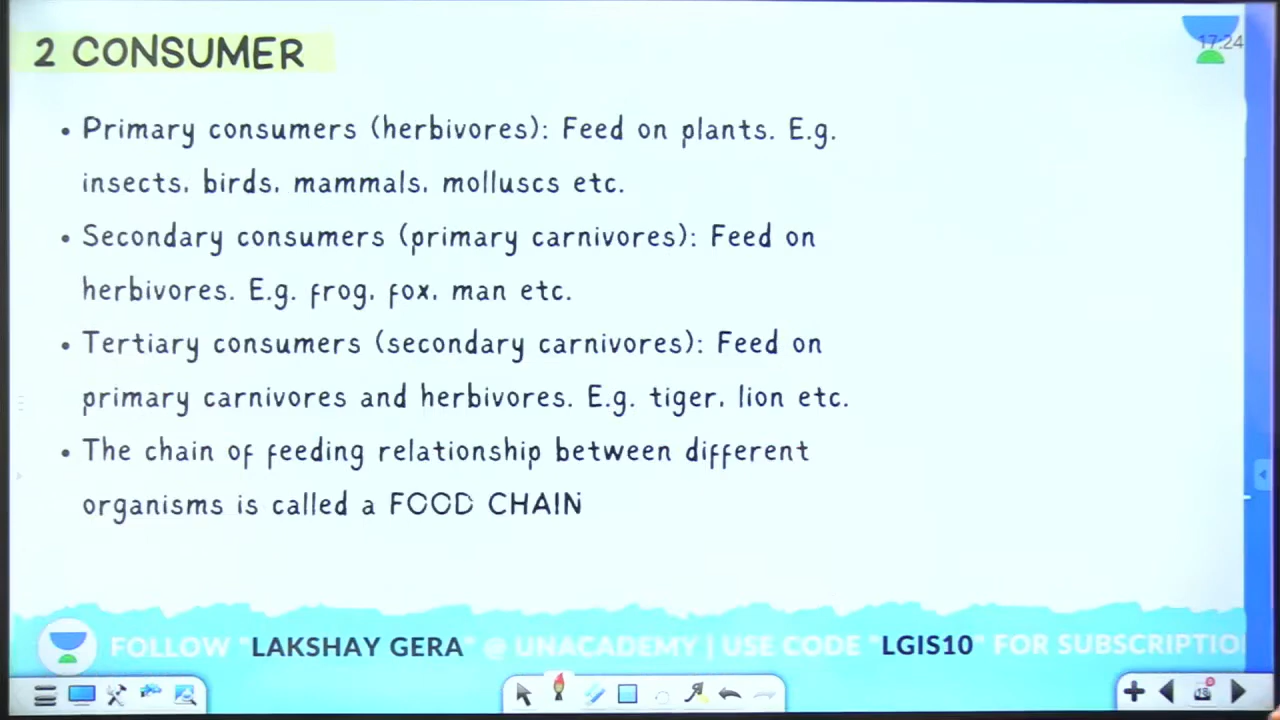 2 CONSUMER
17:24
• Primary consumers (herbivores): Feed on plants. E.g.
insects, birds, mammals, molluscs etc.
• Secondary consumers (primary carnivores): Feed on
herbivores. E.g. frog, fox, man etc.
• Tertiary consumers (secondary carnivores): Feed on
primary carnivores and herbivores. E.g. tiger, lion etc.
• The chain of feeding relationship between different
organisms is called a FOOD CHAIN
FOLLOW "LAKSHAY GERA" @ UNACADEMY | USE CODE "LGIS10" FOR SUBSCRIPTIO
18